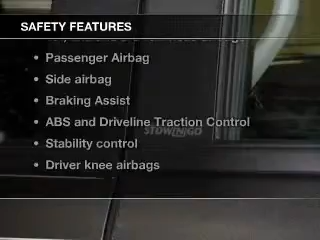 SAFETY FEATURES
• Passenger Airbag
• Side airbag
• Braking Assist
• ABS and Driveline Traction Control
STOW'N GO
• Stability control
• Driver knee airbags